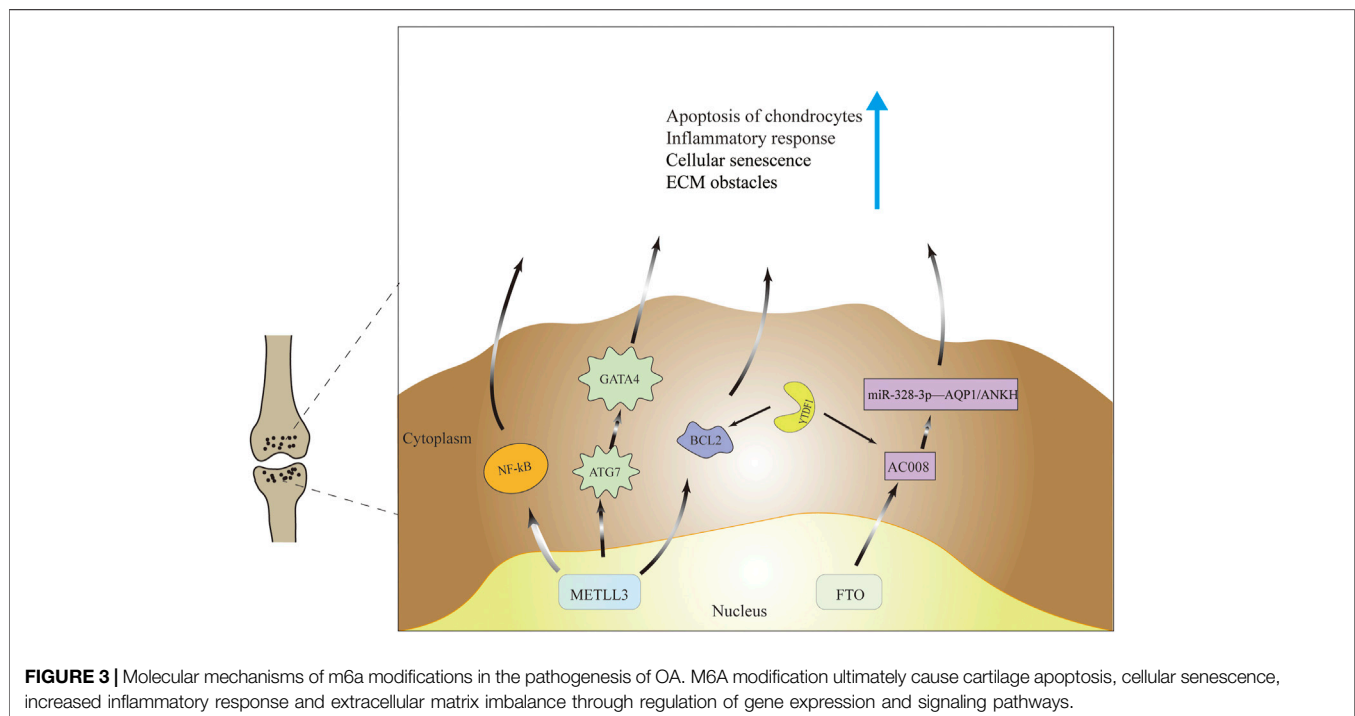 Apoptosis of chondrocytes
Inflammatory response
Cellular senescence
ECM obstacles
GATA4
miR-328-3p—AQP1/ANKH
YTDF1
Cytoplasm
BCL2
NF-kB
ATG7
AC008
METLL3
FTO
Nucleus
FIGURE 3 | Molecular mechanisms of m6a modifications in the pathogenesis of OA. M6A modification ultimately cause cartilage apoptosis, cellular senescence,
increased inflammatory response and extracellular matrix imbalance through regulation of gene expression and signaling pathways.